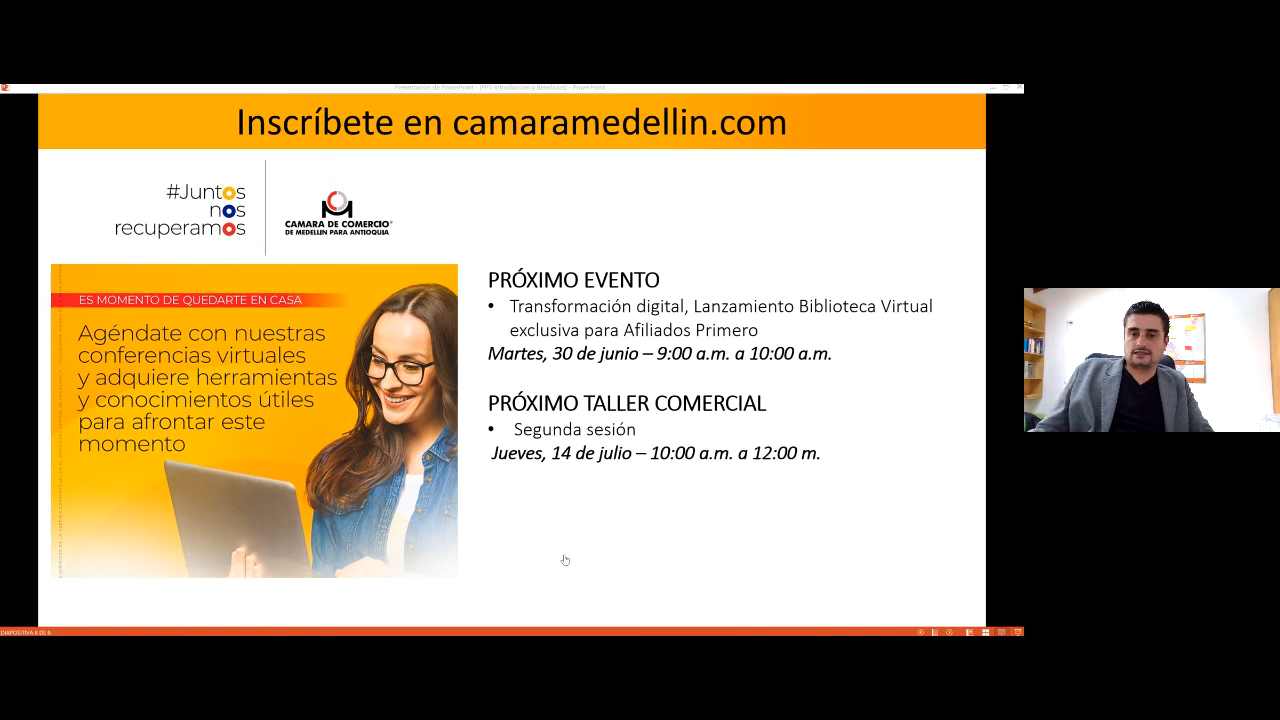 Presentación de PowerPoint - [PPT-Introducción y Beneficios] - PowerPoint
Inscríbete en camaramedellin.com
#Juntos
nos
recuperamos
CAMARA DE COMERCIO®
DE MEDELLIN PARA ANTIOQUIA
ES MOMENTO DE QUEDARTE EN CASA
Agéndate con nuestras
conferencias virtuales
y adquiere herramientas
y conocimientos útiles
para afrontar este
momento
PRÓXIMO EVENTO
• Transformación digital, Lanzamiento Biblioteca Virtual
exclusiva para Afiliados Primero
Martes, 30 de junio – 9:00 a.m. a 10:00 a.m.
PRÓXIMO TALLER COMERCIAL
• Segunda sesión
Jueves, 14 de julio – 10:00 a.m. a 12:00 m.
DIAPOSITIVA 8 DE 8